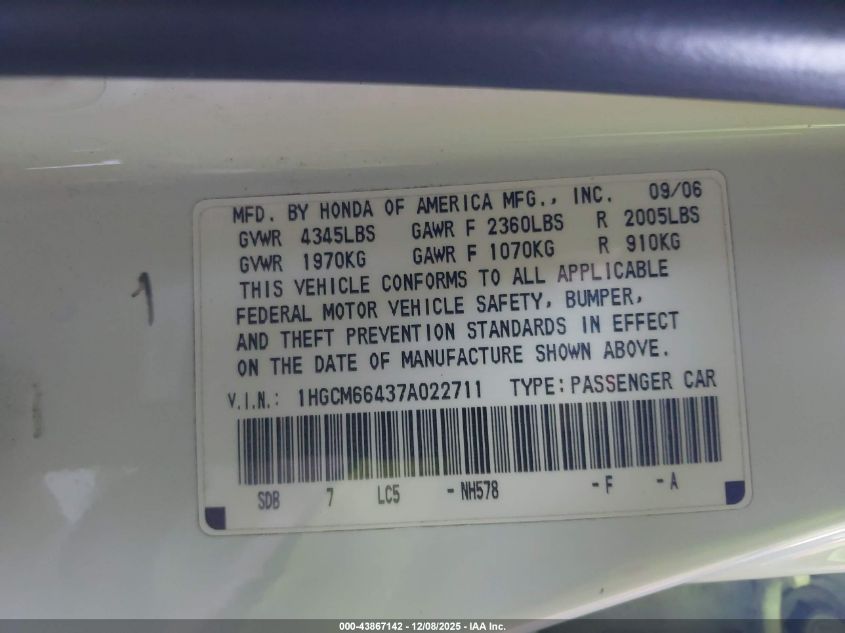 MFD. BY HONDA OF AMERICA MFG., INC. 09/06
GVWR 4345LBS GAWR F 2360LBS R 2005LBS
GVWR 1970KG GAWR F 1070KG R 910KG
THIS VEHICLE CONFORMS TO ALL APPLICABLE
FEDERAL MOTOR VEHICLE SAFETY, BUMPER,
AND THEFT PREVENTION STANDARDS IN EFFECT
ON THE DATE OF MANUFACTURE SHOWN ABOVE.
V.I.N.: 1HGCM66437A022711 TYPE: PASSENGER CAR
SDB 7 LC5 -NH578 -F -A
1
000-43867142 - 12/08/2025 - IAA Inc.